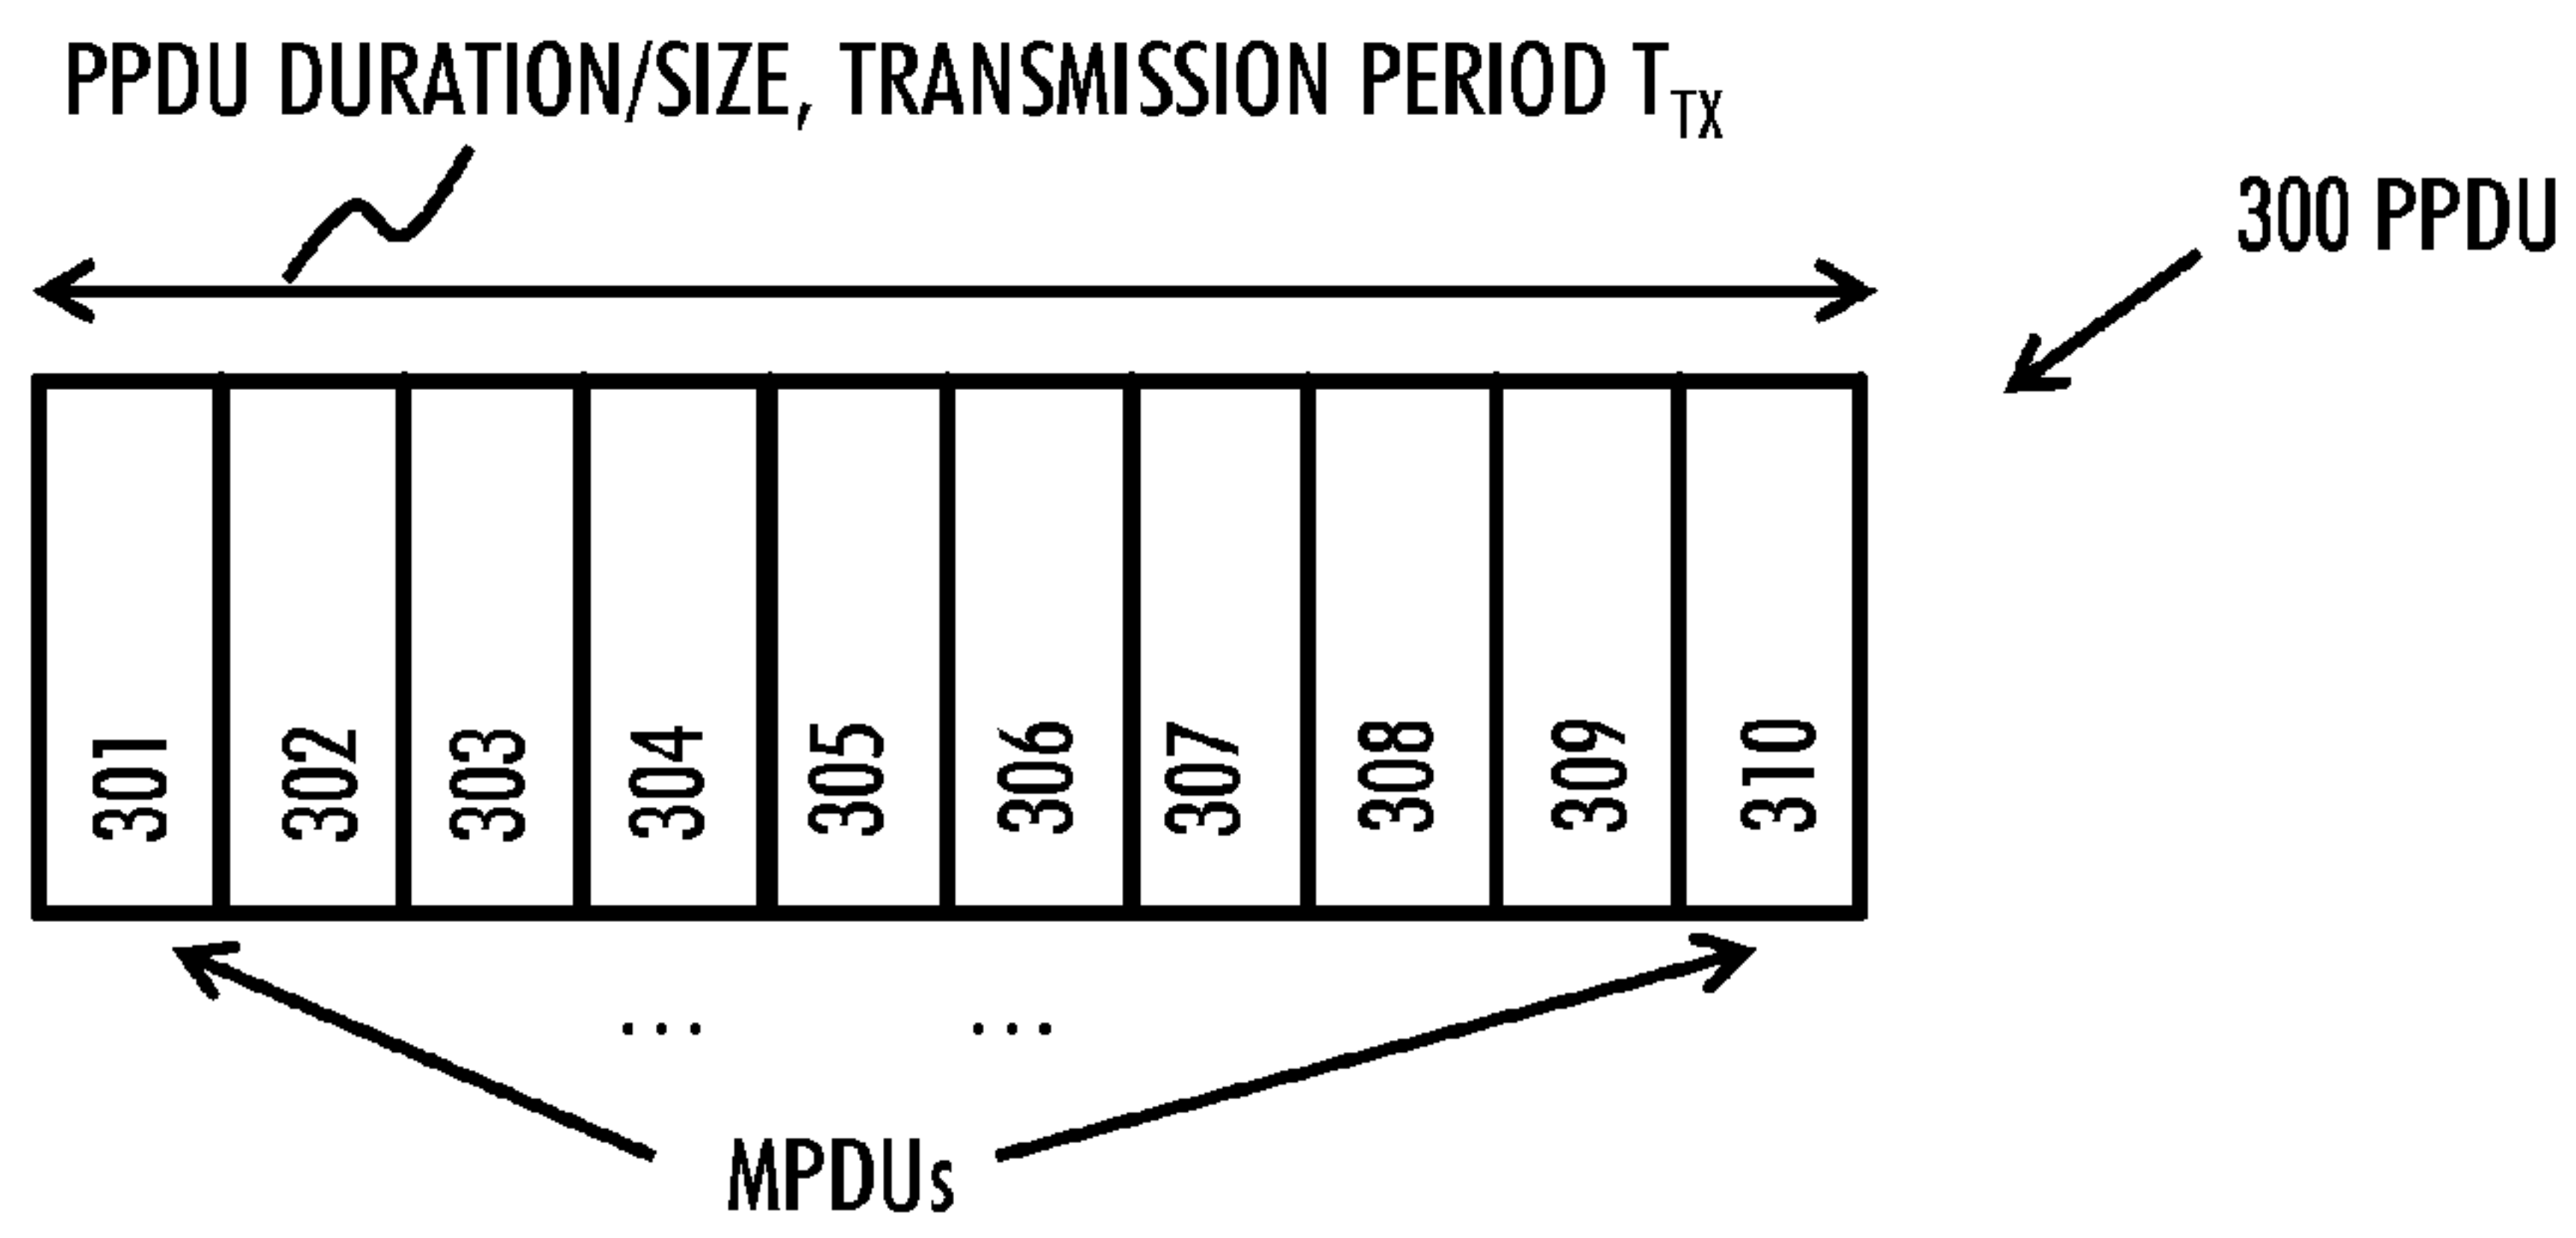 PPDU DURATION/SIZE, TRANSMISSION PERIOD T_TX
300 PPDU
301 302 303 304 305 306 307 308 309 310
... ...
MPDUs